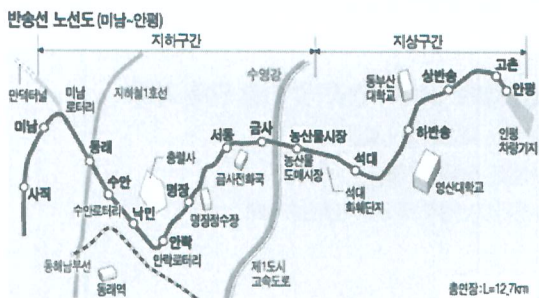 반송선 노선도(미남~안평)
지하구간
지상구간
만덕터널
미남
로터리
지하철1호선
수영강
동부산
대학교
상반송
고촌
안평
미남
동래
서동
금사
농산물시장
하반송
안평
차량기지
충렬사
금사전화국
농산물
도매시장
석대
수안
명장
영산대학교
사직
수안로터리
낙민
명장정수장
석대
화훼단지
안락
안락로터리
동해남부선
동래역
제1도시
고속도로
총연장:L=12.7km